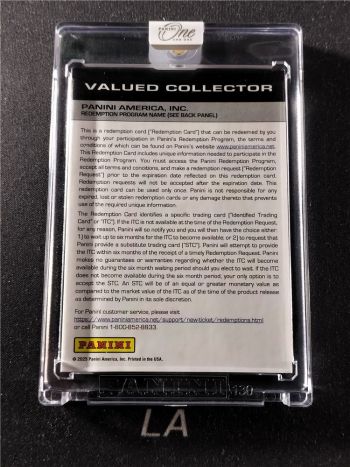 PANINI
One
ONE ONE
VALUED COLLECTOR
PANINI AMERICA, INC.
REDEMPTION PROGRAM NAME (SEE BACK PANEL)
This is a redemption card ("Redemption Card") that can be redeemed by you
through your participation in Panini's Redemption Program, the terms and
conditions of which can be found on Panini's website www.paniniamerica.net.
This Redemption Card includes unique information needed to participate in the
Redemption Program. You must access the Panini Redemption Program,
accept all terms and conditions, and make a redemption request ("Redemption
Request") prior to the expiration date reflected on this redemption card.
Redemption requests will not be accepted after the expiration date. This
redemption card can be used only once. Panini is not responsible for any
expired, lost or stolen redemption cards or any damage thereto that prevents
use of the required unique information.
The Redemption Card identifies a specific trading card ("Identified Trading
Card" or "ITC"). If the ITC is not available at the time of the Redemption Request,
for any reason, Panini will so notify you and you will then have the choice either:
1) to wait up to six months for the ITC to become available; or 2) to request that
Panini provide a substitute trading card ("STC"). Panini will attempt to provide
the ITC within six months of the receipt of a timely Redemption Request. Panini
makes no guarantees or warranties regarding whether the ITC will become
available during the six month waiting period should you elect to wait. If the ITC
does not become available during the six month period, your only option is to
accept the STC. An STC will be of an equal or greater monetary value as
compared to the market value of the ITC as of the time of the product release
as determined by Panini in its sole discretion.
For Panini customer service, please visit
https://www.paniniamerica.net/support/newticket/redemptions.html
or call Panini 1-800-852-8833.
PANINI
© 2023 Panini America, Inc. Printed in the USA.
PANINI 130
LA